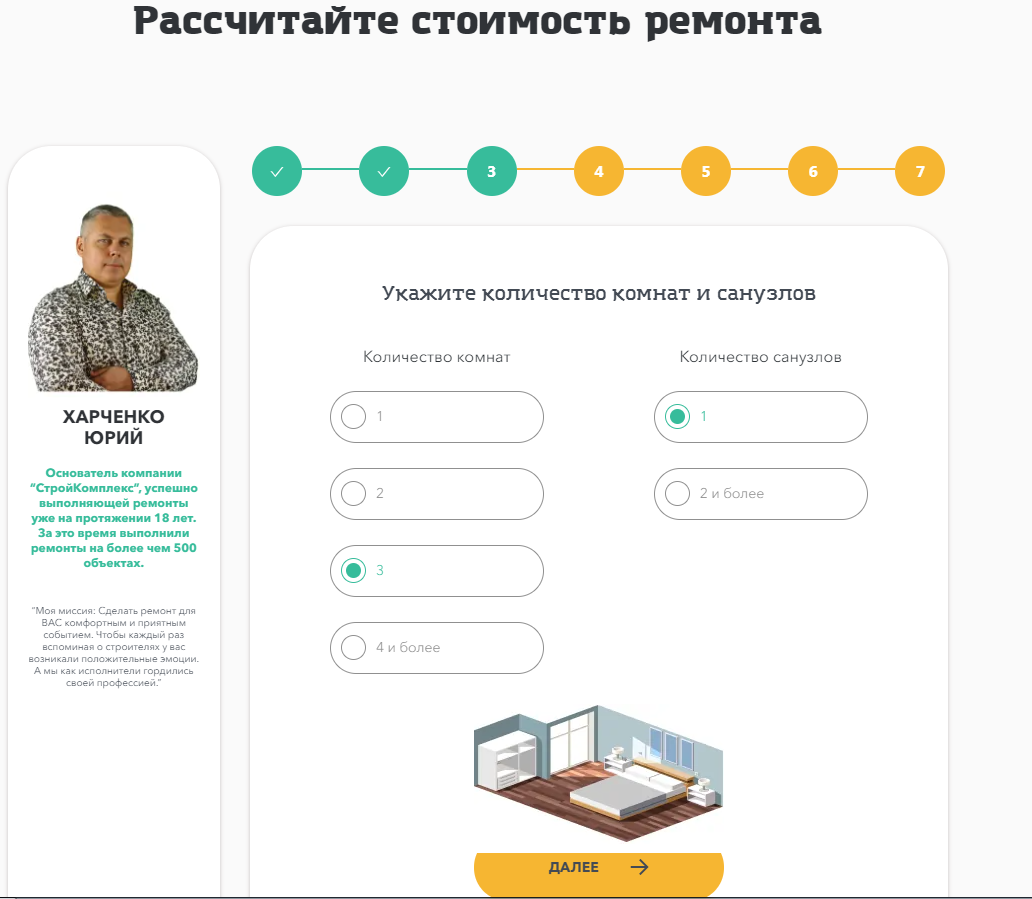 Рассчитайте стоимость ремонта
3
4
5
6
7
ХАРЧЕНКО
ЮРИЙ
Основатель компании
“СтройКомплекс”, успешно
выполняющей ремонты
уже на протяжении 18 лет.
За это время выполнили
ремонты на более чем 500
объектах.
“Моя миссия: Сделать ремонт для
ВАС комфортным и приятным
событием. Чтобы каждый раз
вспоминая о строителях у вас
возникали положительные эмоции.
А мы как исполнители гордились
своей профессией.”
Укажите количество комнат и санузлов
Количество комнат
1
2
3
4 и более
Количество санузлов
1
2 и более
ДАЛЕЕ